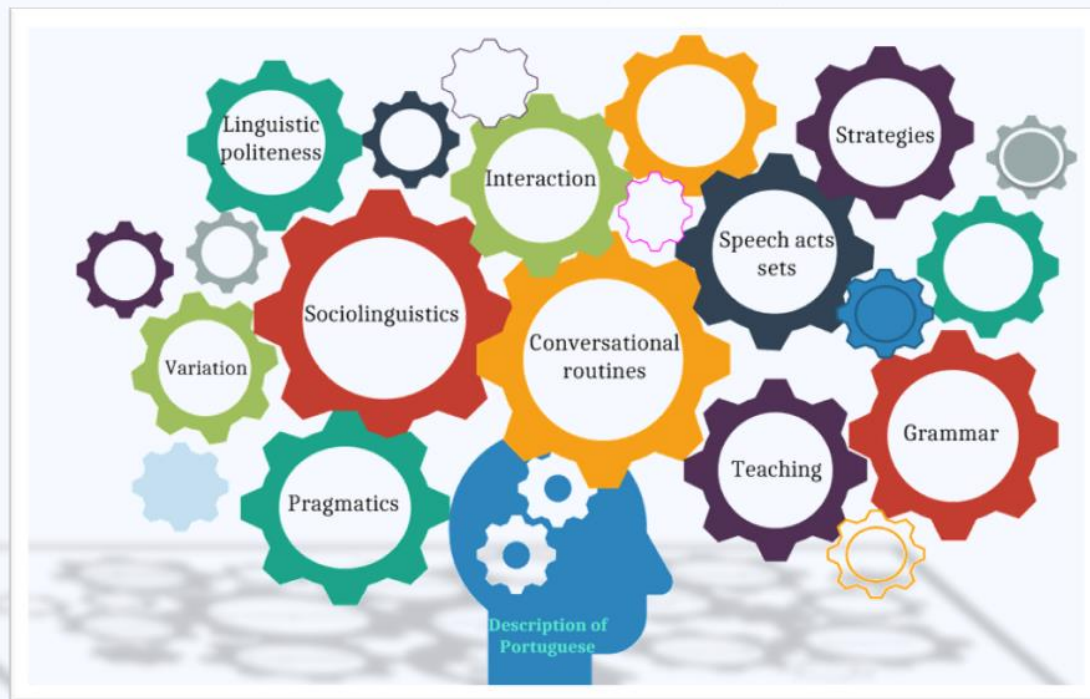 Linguistic
politeness
Interaction
Strategies
Speech acts
sets
Sociolinguistics
Conversational
routines
Variation
Grammar
Teaching
Pragmatics
Description of
Portuguese